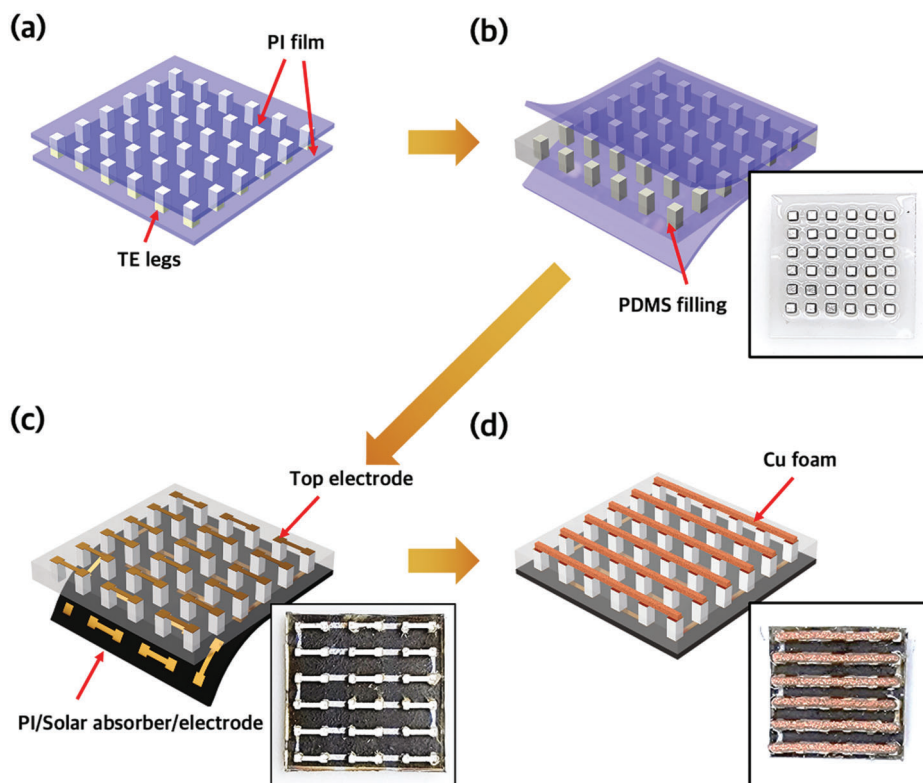 (a)
PI film
TE legs
(b)
PDMS filling
(c)
Top electrode
PI/Solar absorber/electrode
(d)
Cu foam